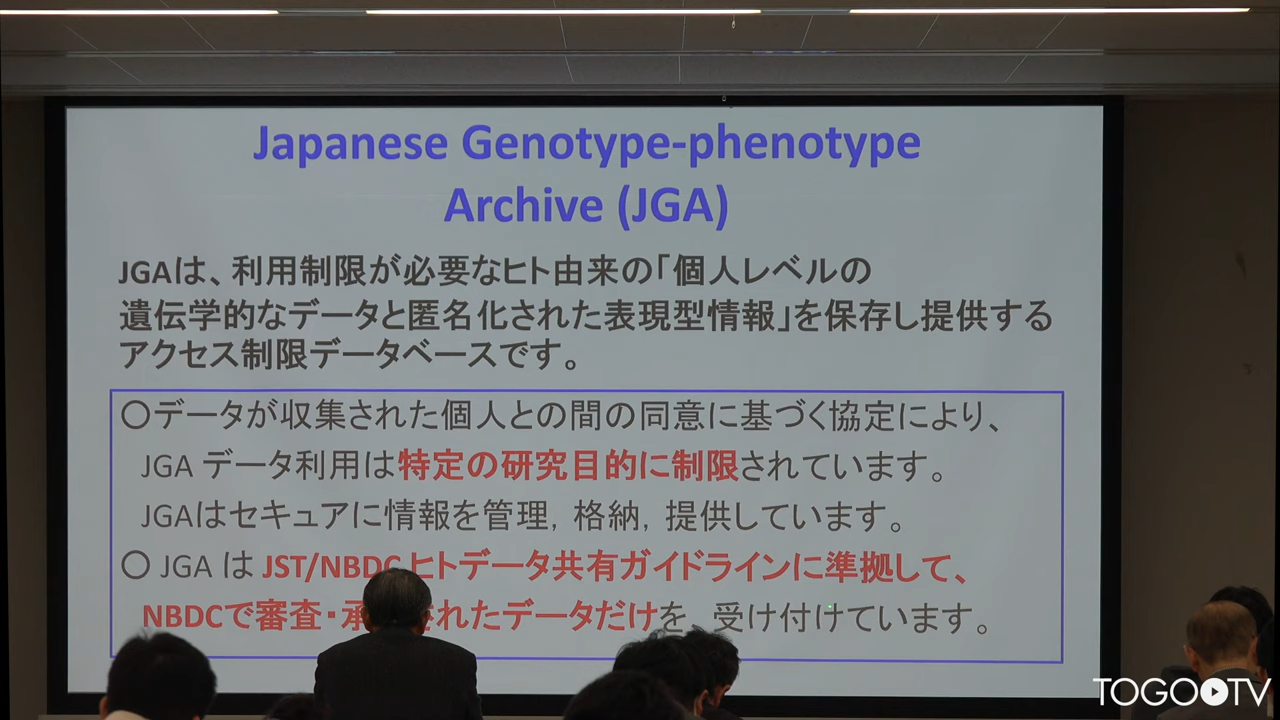 Japanese Genotype-phenotype
Archive (JGA)
JGAは、利用制限が必要なヒト由来の「個人レベルの
遺伝学的なデータと匿名化された表現型情報」を保存し提供する
アクセス制限データベースです。
〇データが収集された個人との間の同意に基づく協定により、
JGA データ利用は特定の研究目的に制限されています。
JGAはセキュアに情報を管理, 格納, 提供しています。
〇 JGA は JST/NBDC ヒトデータ共有ガイドラインに準拠して、
NBDCで審査・承されたデータだけを, 受け付けています。
TOGOTV